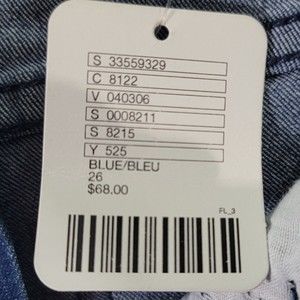 S 33559329
C 8122
V 040306
S 0008211
S 8215
Y 525
BLUE/BLEU
26
$68.00
FL_3